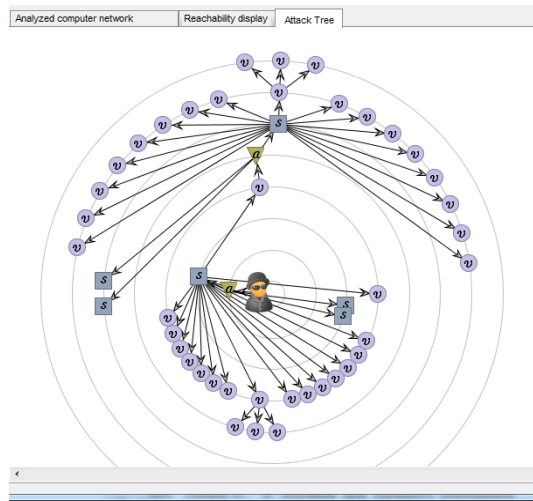 Analyzed computer network
Reachability display
Attack Tree
v v v
v
v v v v
v s v
v a v
v v
v v v
v v
v v
s s
a v
s s
s
v
v v
v v
v v
v v
v v
v v
v v
v v v